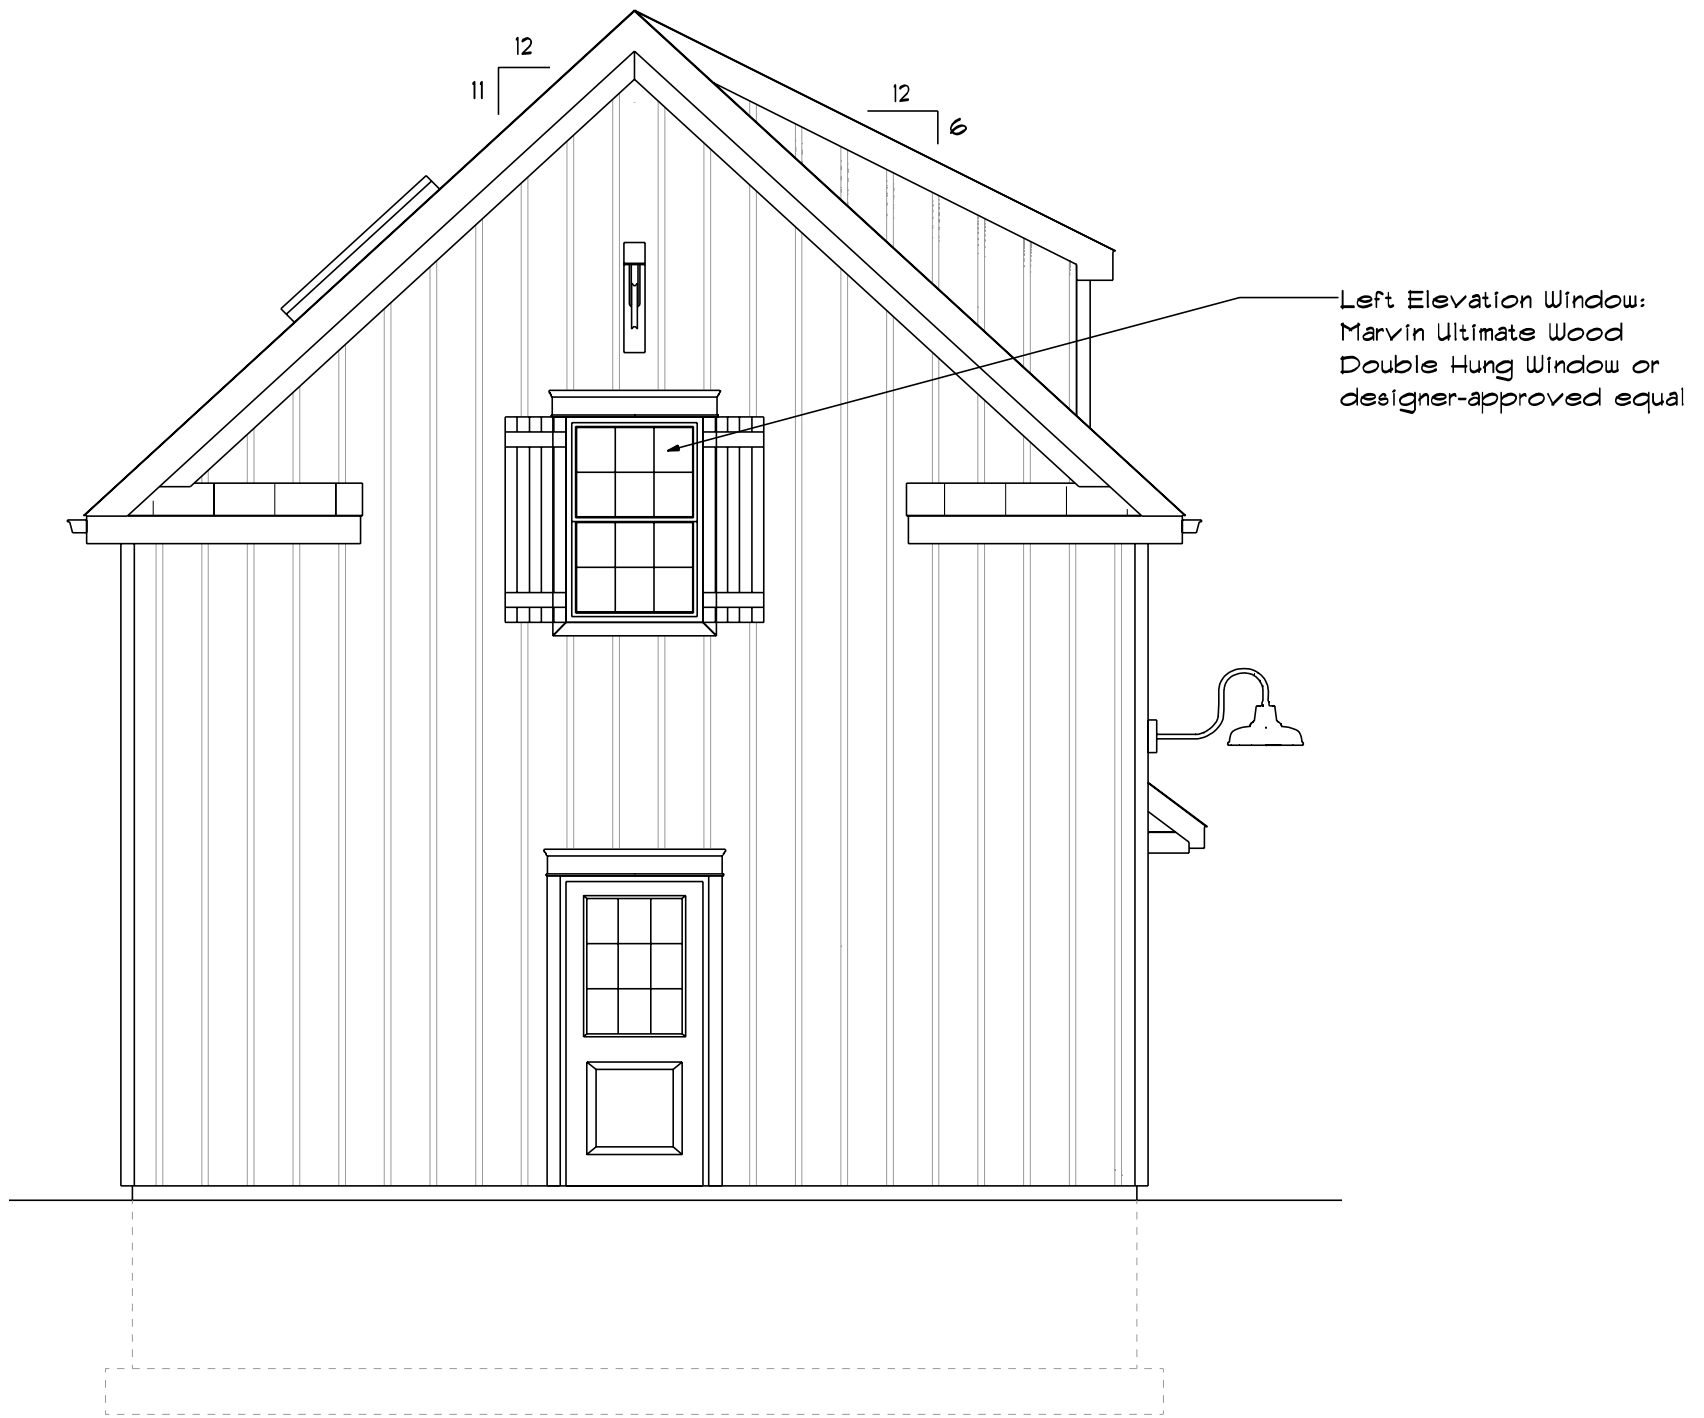 12
11
12
6
Left Elevation Window:
Marvin Ultimate Wood
Double Hung Window or
designer-approved equal